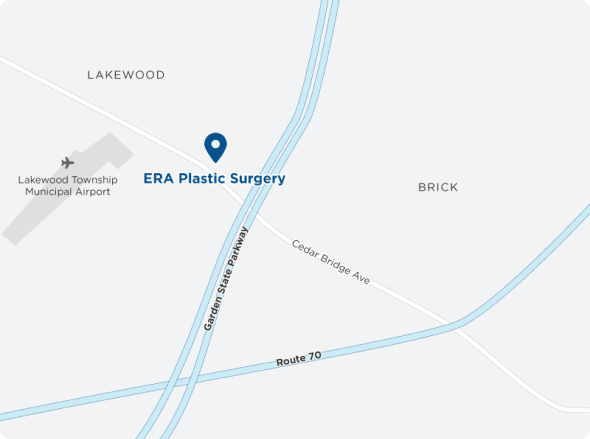 LAKEWOOD
Lakewood Township
Municipal Airport
ERA Plastic Surgery
BRICK
Cedar Bridge Ave
Garden State Parkway
Route 70